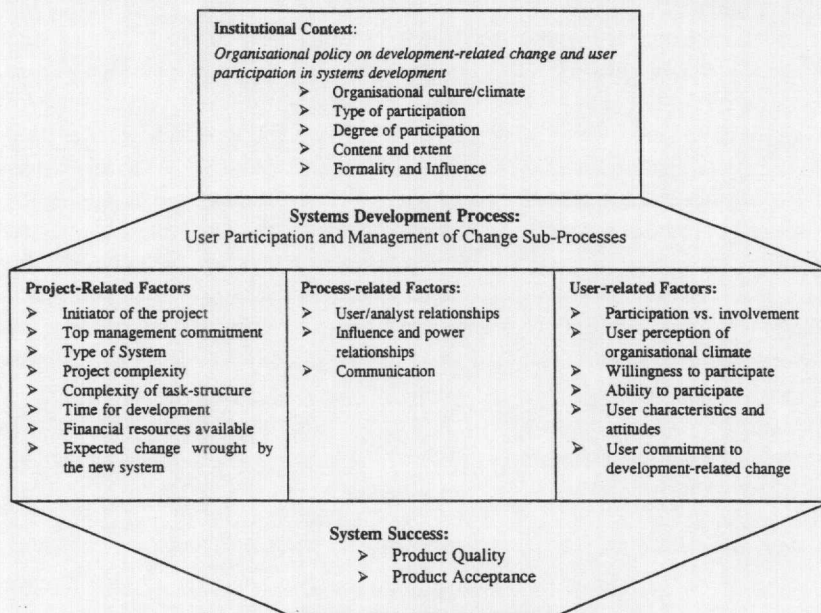 Institutional Context:
Organisational policy on development-related change and user
participation in systems development
➢ Organisational culture/climate
➢ Type of participation
➢ Degree of participation
➢ Content and extent
➢ Formality and Influence
Systems Development Process:
User Participation and Management of Change Sub-Processes
Project-Related Factors
➢ Initiator of the project
➢ Top management commitment
➢ Type of System
➢ Project complexity
➢ Complexity of task-structure
➢ Time for development
➢ Financial resources available
➢ Expected change wrought by
the new system
Process-related Factors:
➢ User/analyst relationships
➢ Influence and power
relationships
➢ Communication
User-related Factors:
➢ Participation vs. involvement
➢ User perception of
organisational climate
➢ Willingness to participate
➢ Ability to participate
➢ User characteristics and
attitudes
➢ User commitment to
development-related change
System Success:
➢ Product Quality
➢ Product Acceptance